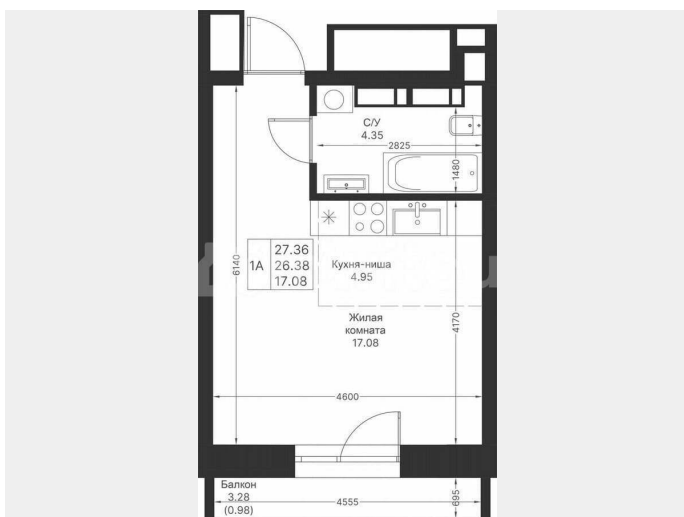 С/У
4.35
2825
1480
27.36
1А
26.38
17.08
6140
Кухня-ниша
4.95
Жилая
комната
17.08
4170
4600
Балкон
3.28
(0.98)
4555
695